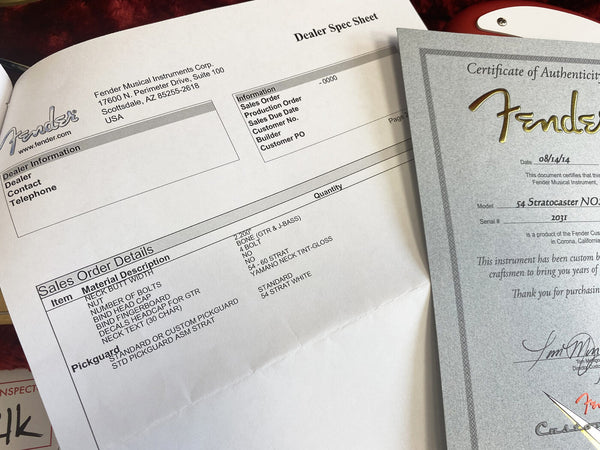 Dealer Spec Sheet
Fender
www.fender.com
Fender Musical Instruments Corp.
17600 N. Perimeter Drive, Suite 100
Scottsdale, AZ 85255-2618
USA
Information
Sales Order - 0000
Production Order
Sales Due Date
Customer No.
Builder
Customer PO
Dealer Information
Dealer
Contact
Telephone
Sales Order Details
Item Material Description Quantity
NECK BUTT WIDTH 2.200"
NUT BONE (GTR & J-BASS)
NUMBER OF BOLTS 4 BOLT
BIND HEAD CAP NO
BIND FINGERBOARD NO
DECALS HEADCAP FOR GTR 54 - 60 STRAT
NECK TEXT (30 CHAR) YAMANO NECK TINT-GLOSS
Pickguard
STANDARD OR CUSTOM PICKGUARD STANDARD
STD PICKGUARD ASM STRAT 54 STRAT WHITE
Certificate of Authenticity
Fender
Date 08/14/14
This document certifies that this
Fender Musical Instrument,
Model 54 Stratocaster
Serial # 2031
is a product of the Fender
in Corona, California
This instrument has been custom
craftsmen to bring you years of
Thank you for purchasing